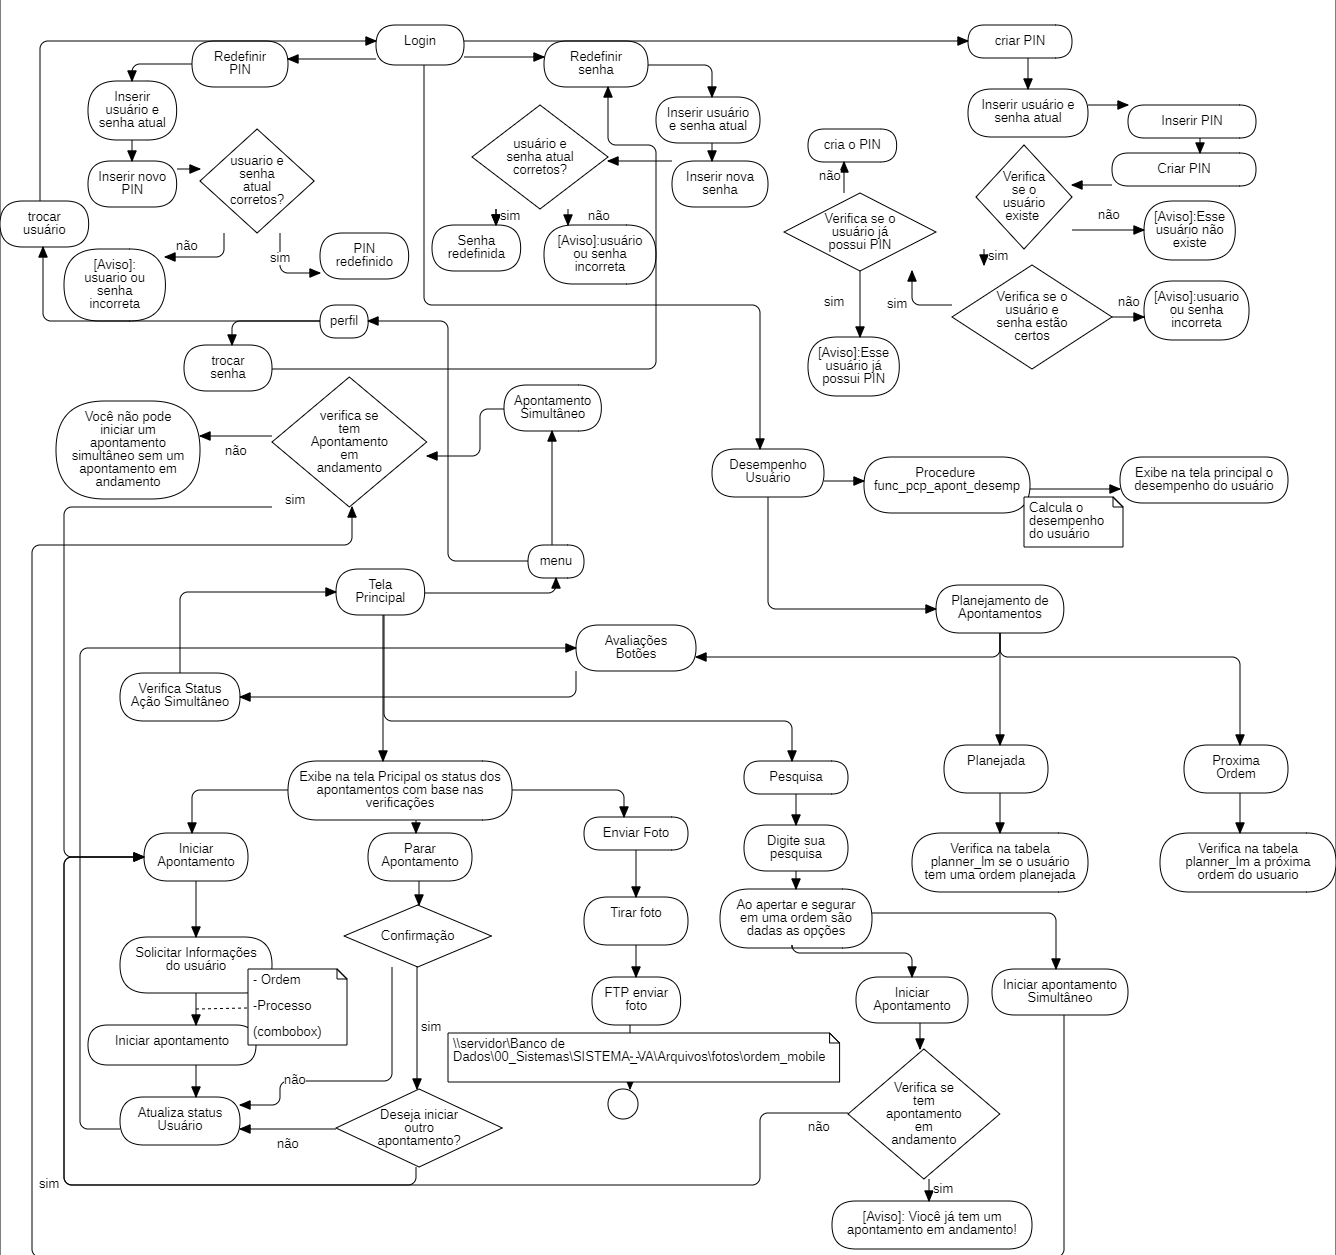 Login
Redefinir
PIN
Redefinir
senha
criar PIN
Inserir
usuário e
senha atual
Inserir usuário
e senha atual
Inserir usuário e
senha atual
Inserir PIN
usuario e
senha
atual
corretos?
usuário e
senha atual
corretos?
cria o PIN
não
Verifica
se o
usuário
existe
Criar PIN
Inserir novo
PIN
Inserir nova
senha
trocar
usuário
não
sim
PIN
redefinido
sim
não
Senha
redefinida
[Aviso]:usuário
ou senha
incorreta
Verifica se o
usuário já
possui PIN
não
[Aviso]:Esse
usuário não
existe
sim
[Aviso]:
usuario ou
senha
incorreta
perfil
trocar
senha
sim
sim
Verifica se o
usuário e
senha estão
certos
não
[Aviso]:usuario
ou senha
incorreta
[Aviso]:Esse
usuário já
possui PIN
Você não pode
iniciar um
apontamento
simultâneo sem um
apontamento em
andamento
não
verifica se
tem
Apontamento
em
andamento
sim
Apontamento
Simultâneo
Desempenho
Usuário
Procedure
func_pcp_apont_desemp
Exibe na tela principal o
desempenho do usuário
Calcula o
desempenho
do usuário
menu
Tela
Principal
Planejamento de
Apontamentos
Avaliações
Botões
Verifica Status
Ação Simultâneo
Exibe na tela Pricipal os status dos
apontamentos com base nas
verificações
Pesquisa
Planejada
Proxima
Ordem
Iniciar
Apontamento
Parar
Apontamento
Enviar Foto
Digite sua
pesquisa
Verifica na tabela
planner_lm se o usuário
tem uma ordem planejada
Verifica na tabela
planner_lm a próxima
ordem do usuario
Solicitar Informações
do usuário
Confirmação
Tirar foto
Ao apertar e segurar
em uma ordem são
dadas as opções
- Ordem
-Processo
(combobox)
FTP enviar
foto
Iniciar
Apontamento
Iniciar apontamento
Simultâneo
Iniciar apontamento
sim
\\servidor\Banco de
Dados\00_Sistemas\SISTEMA-VA\Arquivos\fotos\ordem_mobile
não
Atualiza status
Usuário
não
Deseja iniciar
outro
apontamento?
não
Verifica se
tem
apontamento
em
andamento
sim
sim
[Aviso]: Viocê já tem um
apontamento em andamento!